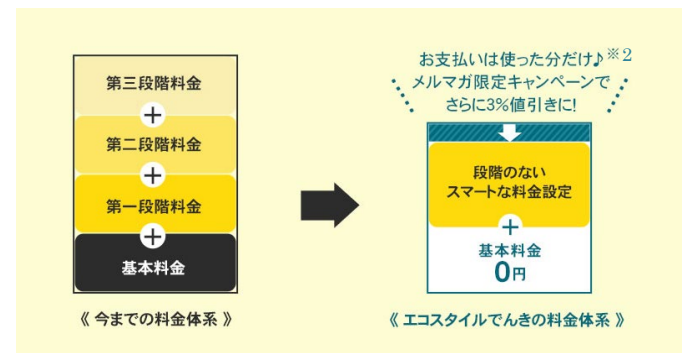 第三段階料金
+
第二段階料金
+
第一段階料金
+
基本料金
《 今までの料金体系 》
お支払いは使った分だけ♪※2
メルマガ限定キャンペーンで
さらに3%値引きに!
段階のない
スマートな料金設定
+
基本料金
0円
《 エコスタイルでんきの料金体系 》